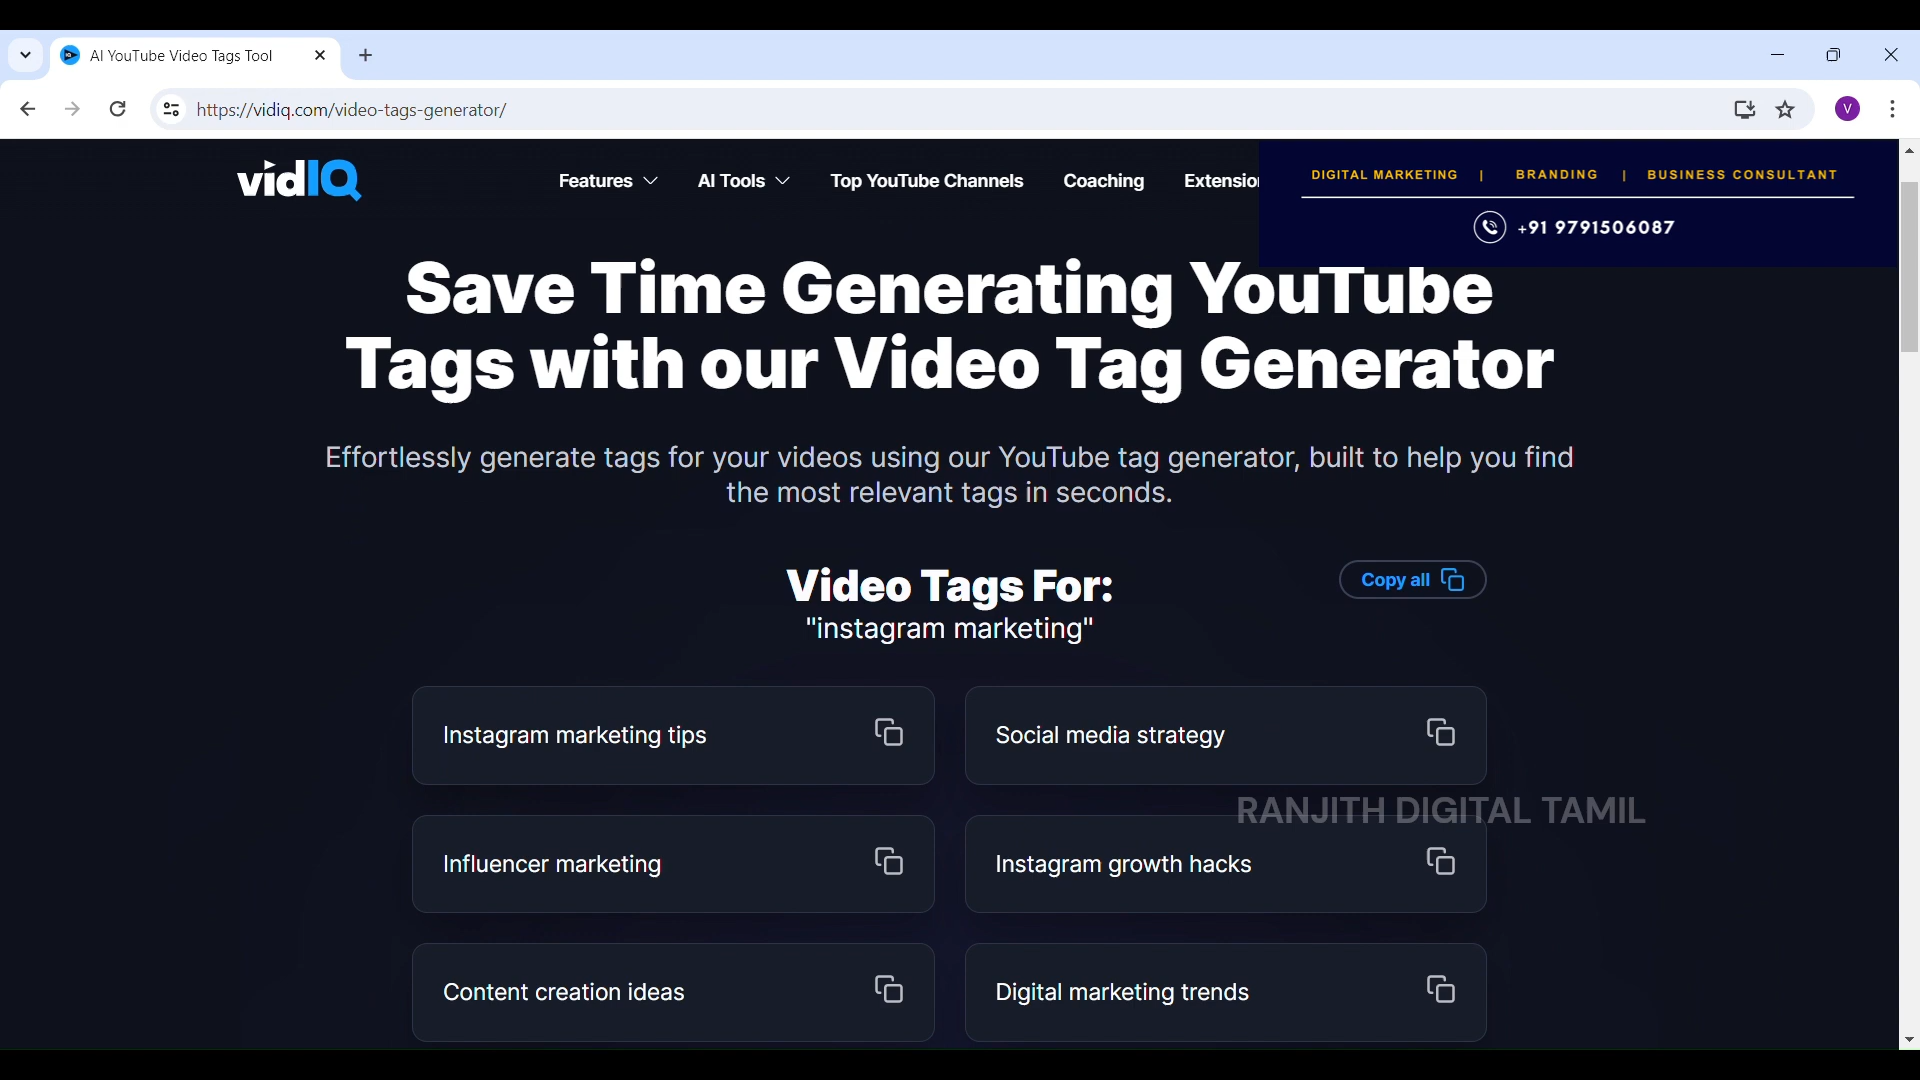 AI YouTube Video Tags Tool
https://vidiq.com/video-tags-generator/
V
vidIQ
Features
AI Tools
Top YouTube Channels
Coaching
Extensio
DIGITAL MARKETING | BRANDING | BUSINESS CONSULTANT
+91 9791506087
Save Time Generating YouTube
Tags with our Video Tag Generator
Effortlessly generate tags for your videos using our YouTube tag generator, built to help you find
the most relevant tags in seconds.
Video Tags For:
"instagram marketing"
Copy all
Instagram marketing tips
Social media strategy
RANJITH DIGITAL TAMIL
Influencer marketing
Instagram growth hacks
Content creation ideas
Digital marketing trends